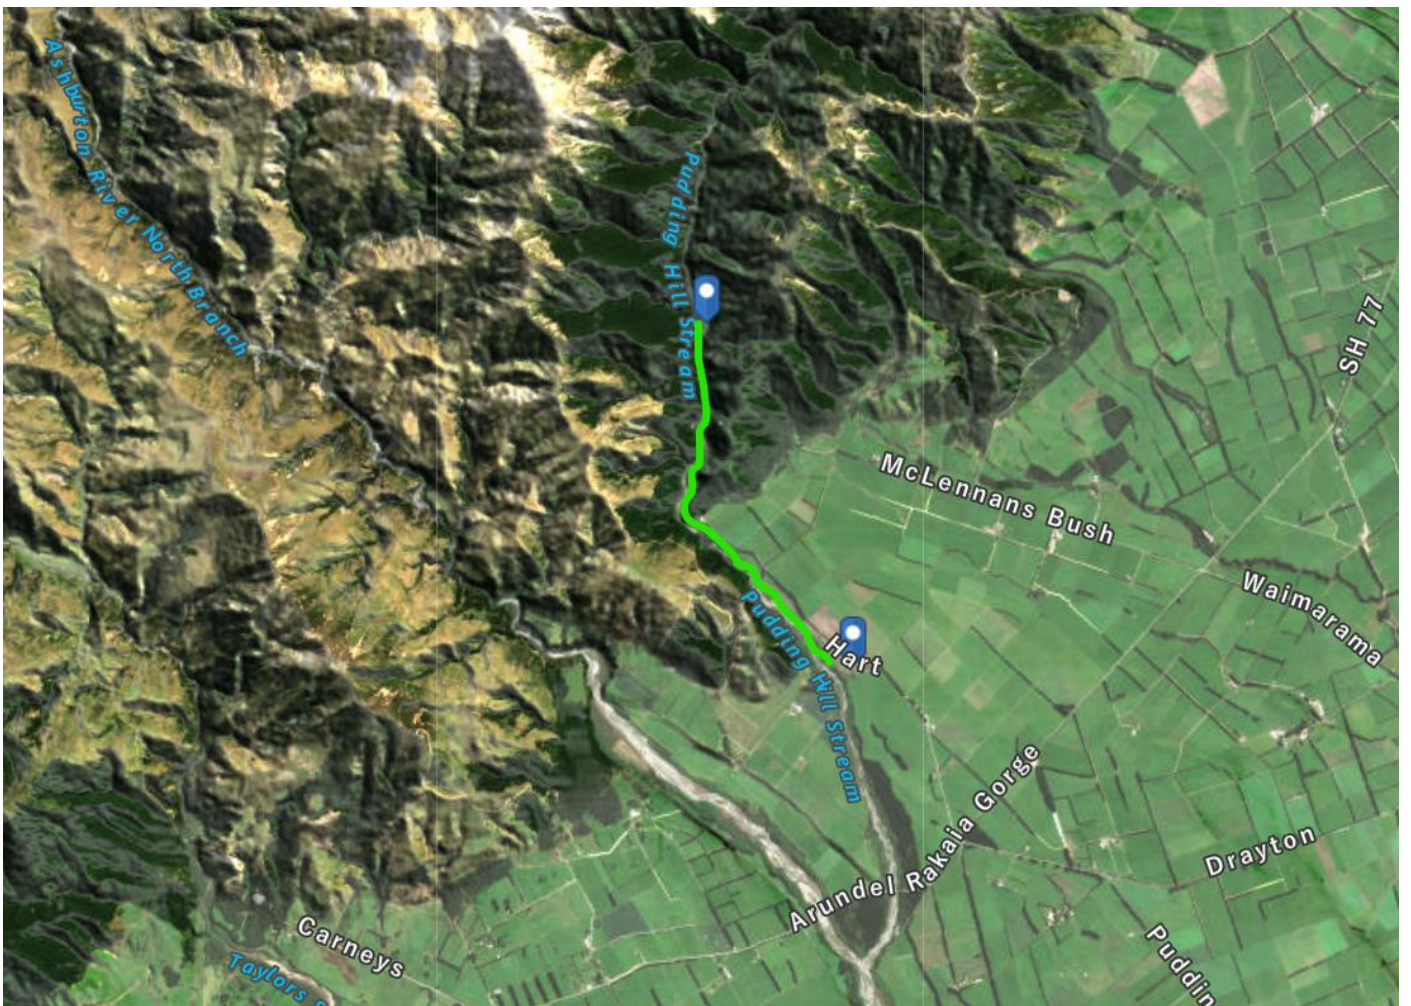 Ashburton River North Branch
Pudding Hill Stream
SH 77
McLennans Bush
Waimarama
Pudding Hill Stream
Hart
Arundel Rakaia Gorge
Drayton
Carneys
Puddin
Taylors